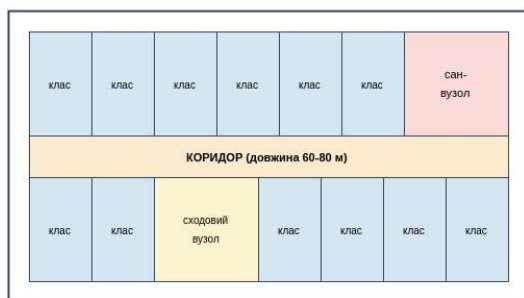 клас клас клас клас клас клас сан-
вузол
КОРИДОР (довжина 60-80 м)
клас клас сходовий
вузол клас клас клас клас